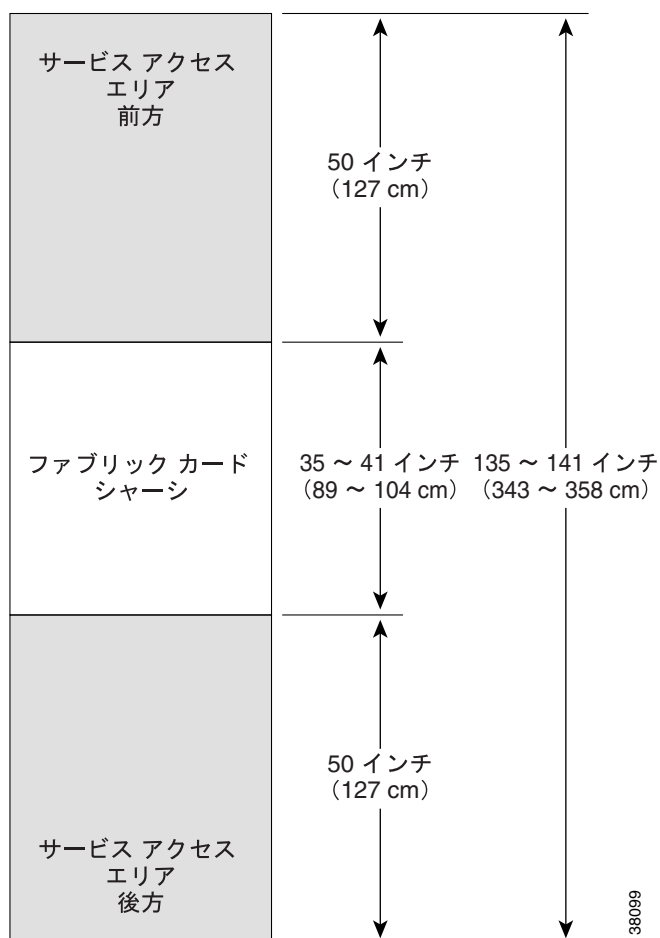 サービス アクセス
エリア
前方
50 インチ
（127 cm）
ファブリック カード
シャーシ
35 ～ 41 インチ
（89 ～ 104 cm）
135 ～ 141 インチ
（343 ～ 358 cm）
50 インチ
（127 cm）
サービス アクセス
エリア
後方
38099